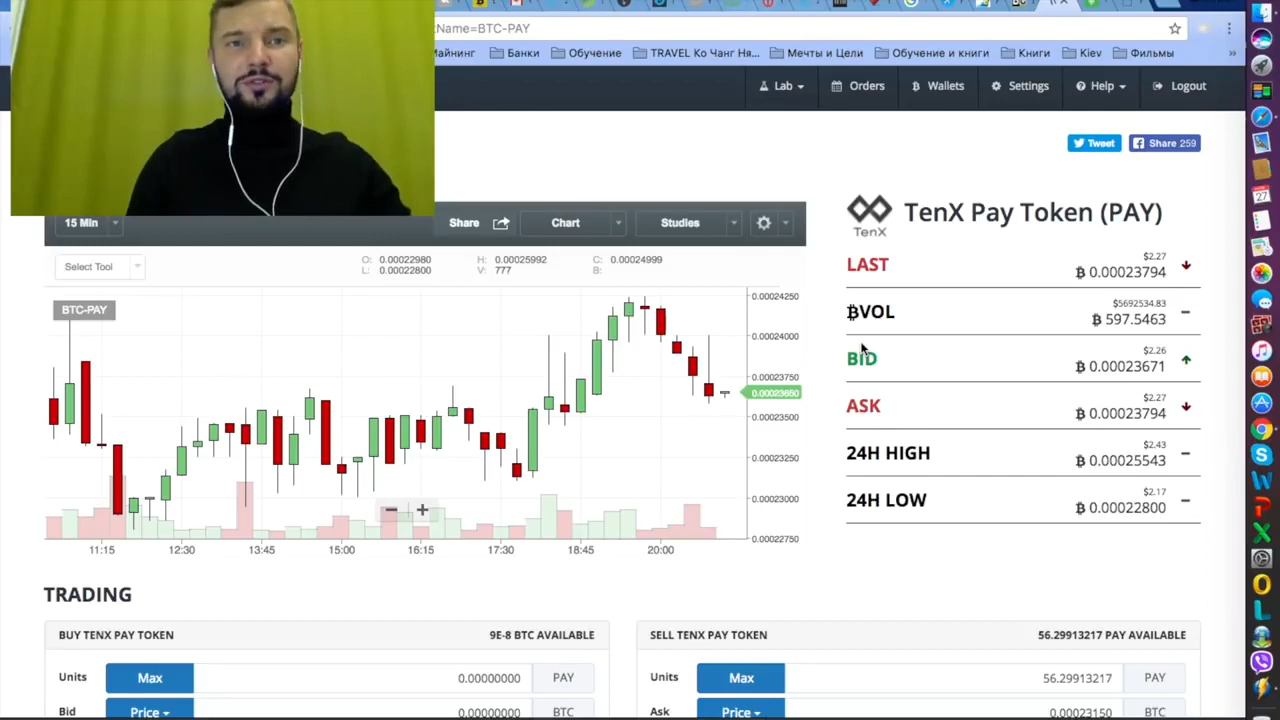 tName=BTC-PAY
Майнинг
Банки
Обучение
TRAVEL Ко Чанг Ня...
Мечты и Цели
Обучение и книги
Книги
Kiev
Фильмы
»
Lab
Orders
Wallets
Settings
Help
Logout
Tweet
Share 259
15 Min
Share
Chart
Studies
Select Tool
O: 0.00022980
H: 0.00025992
C: 0.00024999
L: 0.00022800
V: 777
B:
BTC-PAY
0.00024250
0.00024000
0.00023750
0.00023650
0.00023500
0.00023250
0.00023000
0.00022750
− +
11:15 12:30 13:45 15:00 16:15 17:30 18:45 20:00
TenX
TenX Pay Token (PAY)
LAST
$2.27
₿ 0.00023794
₿VOL
$5692534.83
₿ 597.5463
BID
$2.26
₿ 0.00023671
ASK
$2.27
₿ 0.00023794
24H HIGH
$2.43
₿ 0.00025543
24H LOW
$2.17
₿ 0.00022800
TRADING
BUY TENX PAY TOKEN
9E-8 BTC AVAILABLE
Units
Max
0.00000000
PAY
Bid
Price
0.00000000
BTC
SELL TENX PAY TOKEN
56.29913217 PAY AVAILABLE
Units
Max
56.29913217
PAY
Ask
Price
0.00023150
BTC
27